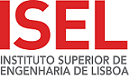 ISEL
INSTITUTO SUPERIOR DE
ENGENHARIA DE LISBOA